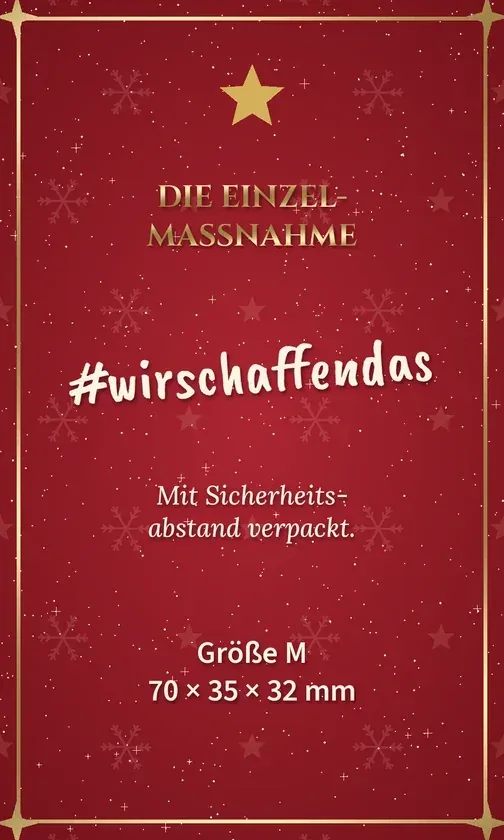 DIE EINZEL-
MASSNAHME
#wirschaffendas
Mit Sicherheits-
abstand verpackt.
Größe M
70 × 35 × 32 mm